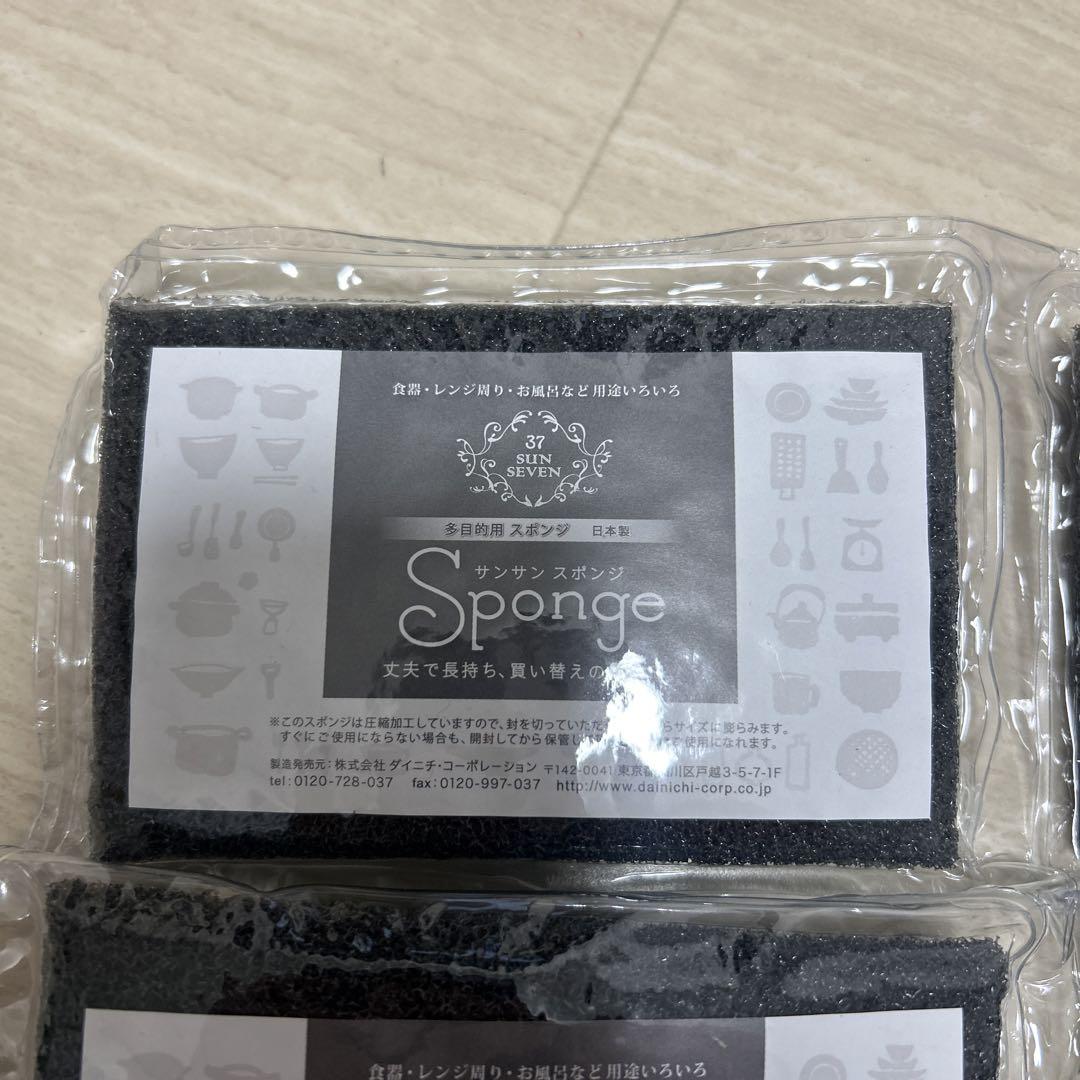 食器・レンジ周り・お風呂など 用途いろいろ
37
SUN
SEVEN
多目的用 スポンジ 日本製
サンサン スポンジ
Sponge
丈夫で長持ち、買い替えの
※このスポンジは圧縮加工していますので、封を切っていただ らサイズに膨らみます。
すぐにご使用にならない場合も、開封してから保管し ご使用になれます。
製造発売元：株式会社 ダイニチ・コーポレーション 〒142-0041 東京都品川区戸越3-5-7-1F
tel:0120-728-037 fax:0120-997-037 http://www.dainichi-corp.co.jp
食器・レンジ周り・お風呂など 用途いろいろ